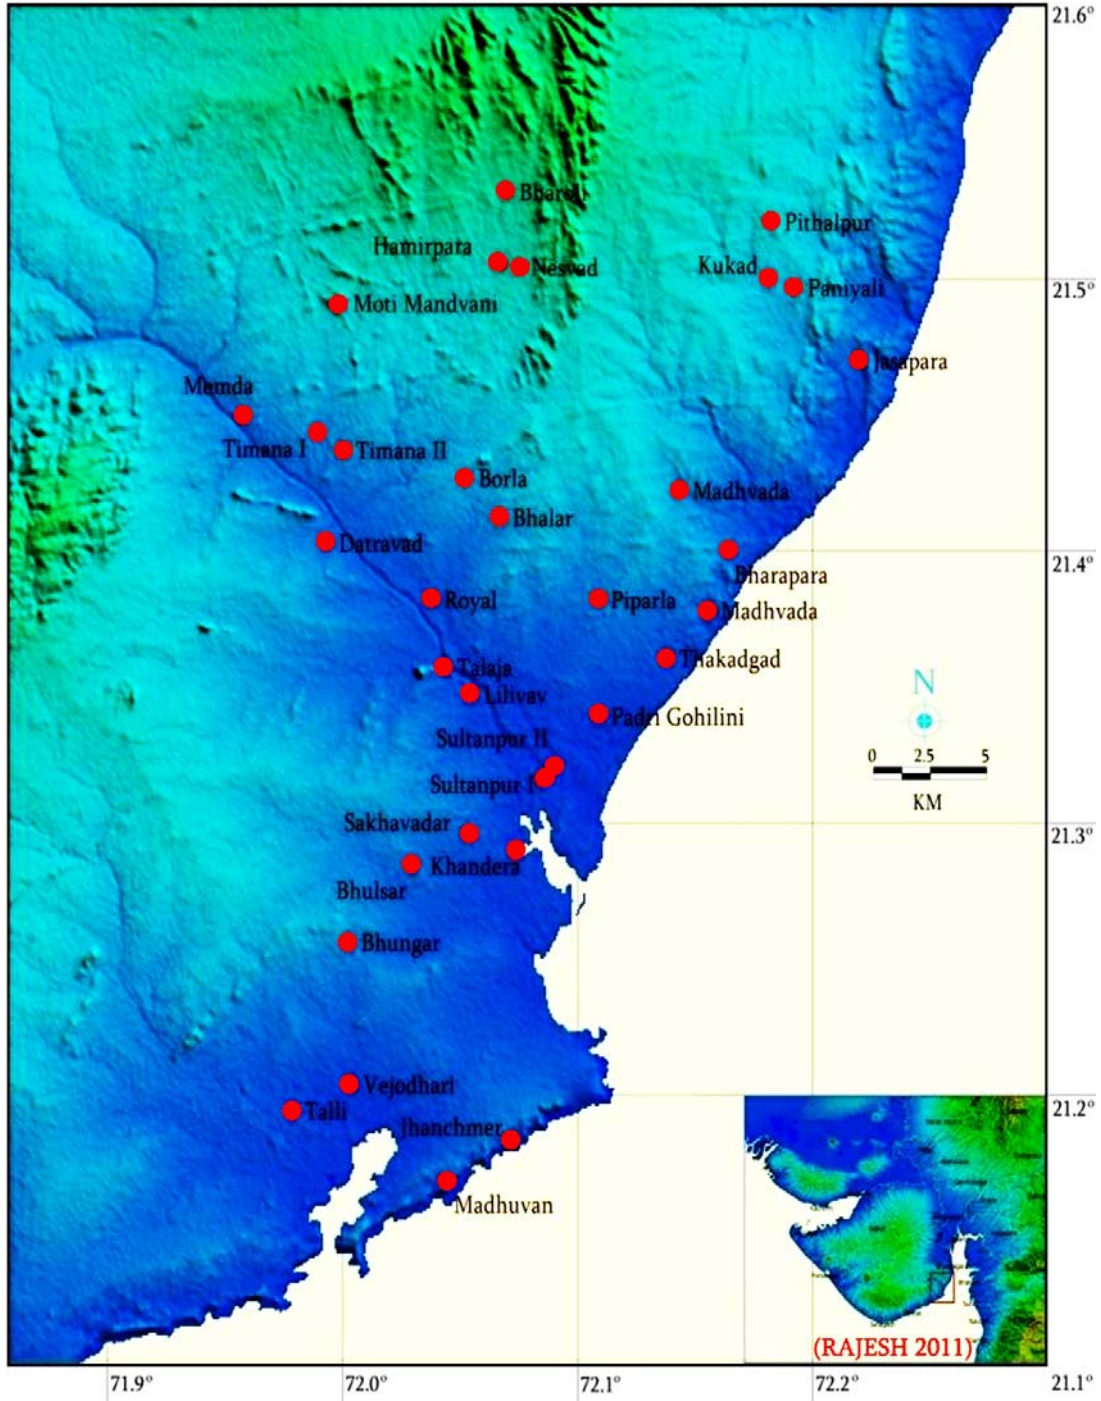 21.6°
Bharoli
Pithalpur
Hamirpara
Nesvad
Kukad
Paniyali
21.5°
Moti Mandvani
Jasapara
Memda
Timana I
Timana II
Borla
Madhvada
Bhalar
Datravad
21.4°
Bharapara
Royal
Piparla
Madhvada
Thakadgad
Talaja
Lilivav
N
Padri Gohilini
Sultanpur II
0 2.5 5
Sultanpur I
KM
Sakhavadar
21.3°
Khandera
Bhulsar
Bhungar
Vejodhari
Talli
21.2°
Jhanchmer
Madhuvan
(RAJESH 2011)
71.9° 72.0° 72.1° 72.2° 21.1°